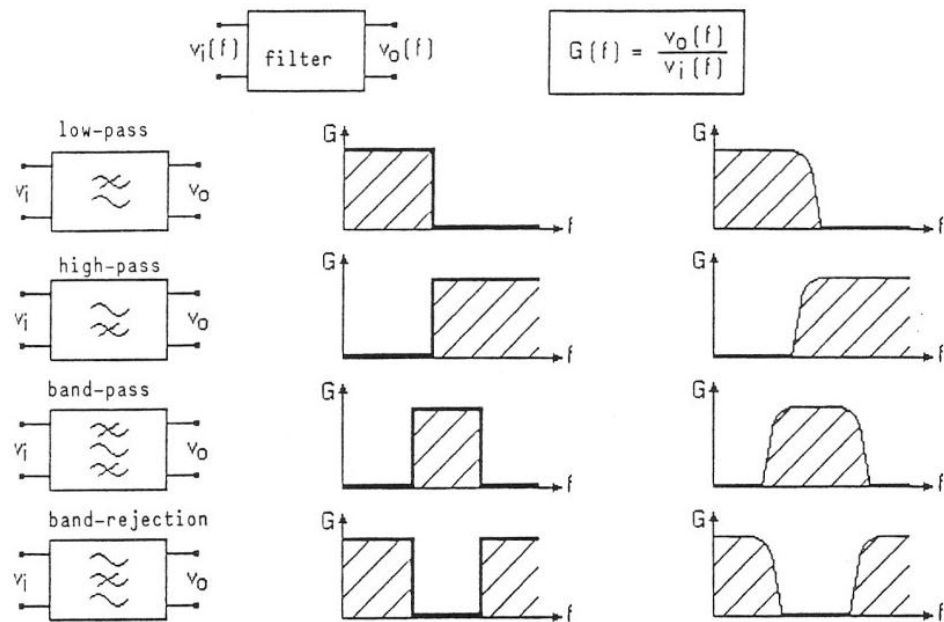 vi(f) filter vo(f)
G(f) = vo(f)
vi(f)
low-pass
vi vo G f G f
high-pass
vi vo G f G f
band-pass
vi vo G f G f
band-rejection
vi vo G f G f